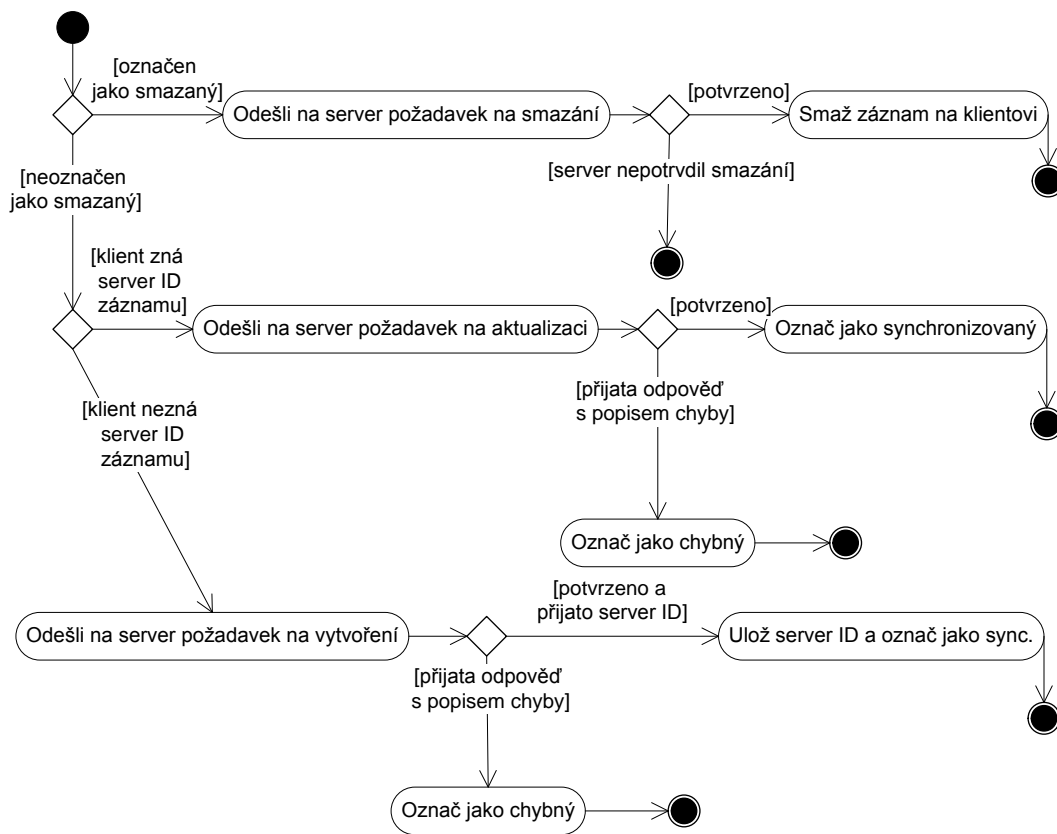 [označen
jako smazaný]
Odešli na server požadavek na smazání
[potvrzeno]
Smaž záznam na klientovi
[server nepotrvdil smazání]
[neoznačen
jako smazaný]
[klient zná
server ID
záznamu]
Odešli na server požadavek na aktualizaci
[potvrzeno]
Označ jako synchronizovaný
[přijata odpověď
s popisem chyby]
[klient nezná
server ID
záznamu]
Označ jako chybný
[potvrzeno a
přijato server ID]
Odešli na server požadavek na vytvoření
Ulož server ID a označ jako sync.
[přijata odpověď
s popisem chyby]
Označ jako chybný